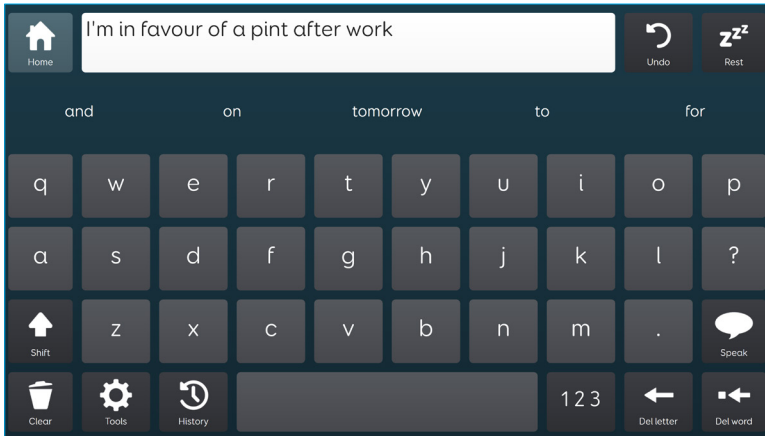 I'm in favour of a pint after work
Home
Undo
zzz
Rest
and on tomorrow to for
q w e r t y u i o p
a s d f g h j k l ?
Shift
z x c v b n m .
Speak
Clear
Tools
History
123
Del letter
Del word